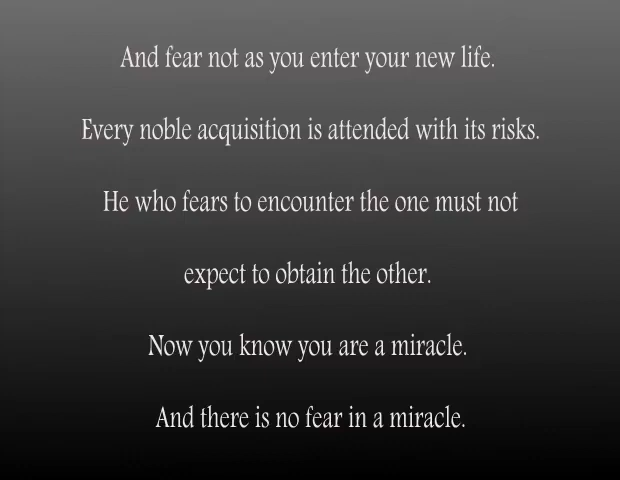 And fear not as you enter your new life.
Every noble acquisition is attended with its risks.
He who fears to encounter the one must not
expect to obtain the other.
Now you know you are a miracle.
And there is no fear in a miracle.